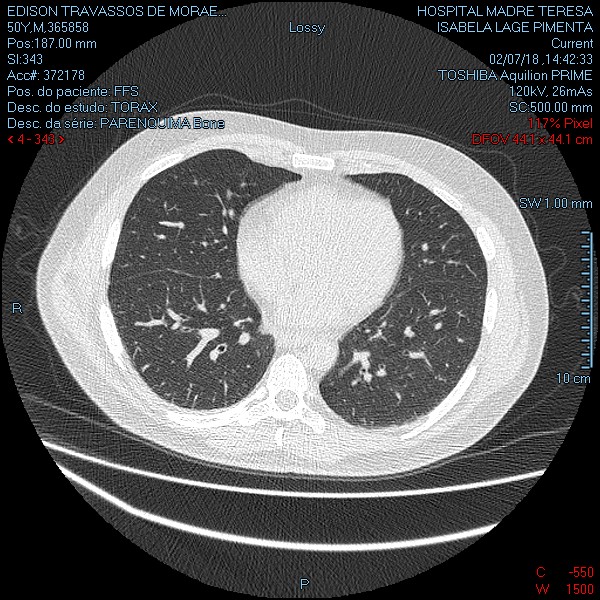 EDISON TRAVASSOS DE MORAE...
50Y,M,365858
Pos:187.00 mm
SI:343
Acc#: 372178
Pos. do paciente: FFS
Desc. do estudo: TORAX
Desc. da série: PARENQUIMA Bone
< 4 - 343 >
Lossy
HOSPITAL MADRE TERESA
ISABELA LAGE PIMENTA
Current
02/07/18 ,14:42:33
TOSHIBA Aquilion PRIME
120kV, 26mAs
SC:500.00 mm
117% Pixel
DFOV:44.1 x 44.1 cm
SW1.00 mm
R
10 cm
P
C -550
W 1500